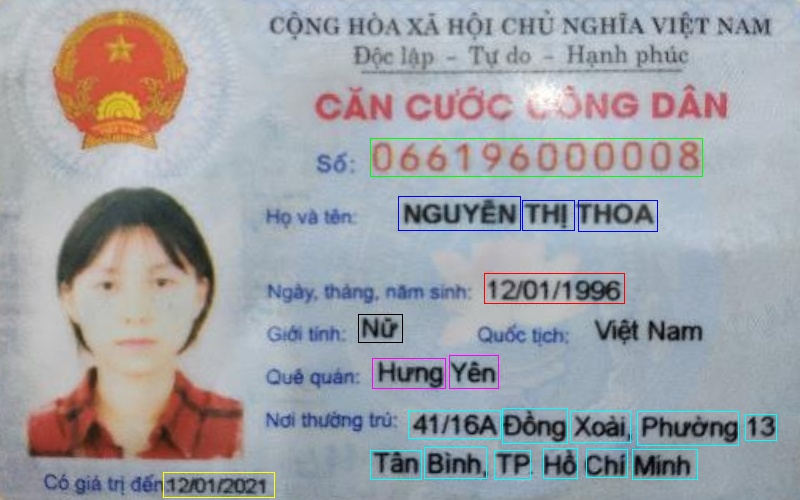 CỘNG HÒA XÃ HỘI CHỦ NGHĨA VIỆT NAM
Độc lập - Tự do - Hạnh phúc
CĂN CƯỚC CÔNG DÂN
Số: 066196000008
Họ và tên: NGUYỄN THỊ THOA
Ngày, tháng, năm sinh: 12/01/1996
Giới tính: Nữ Quốc tịch: Việt Nam
Quê quán: Hưng Yên
Nơi thường trú: 41/16A Đồng Xoài, Phường 13
Tân Bình, TP. Hồ Chí Minh
Có giá trị đến 12/01/2021